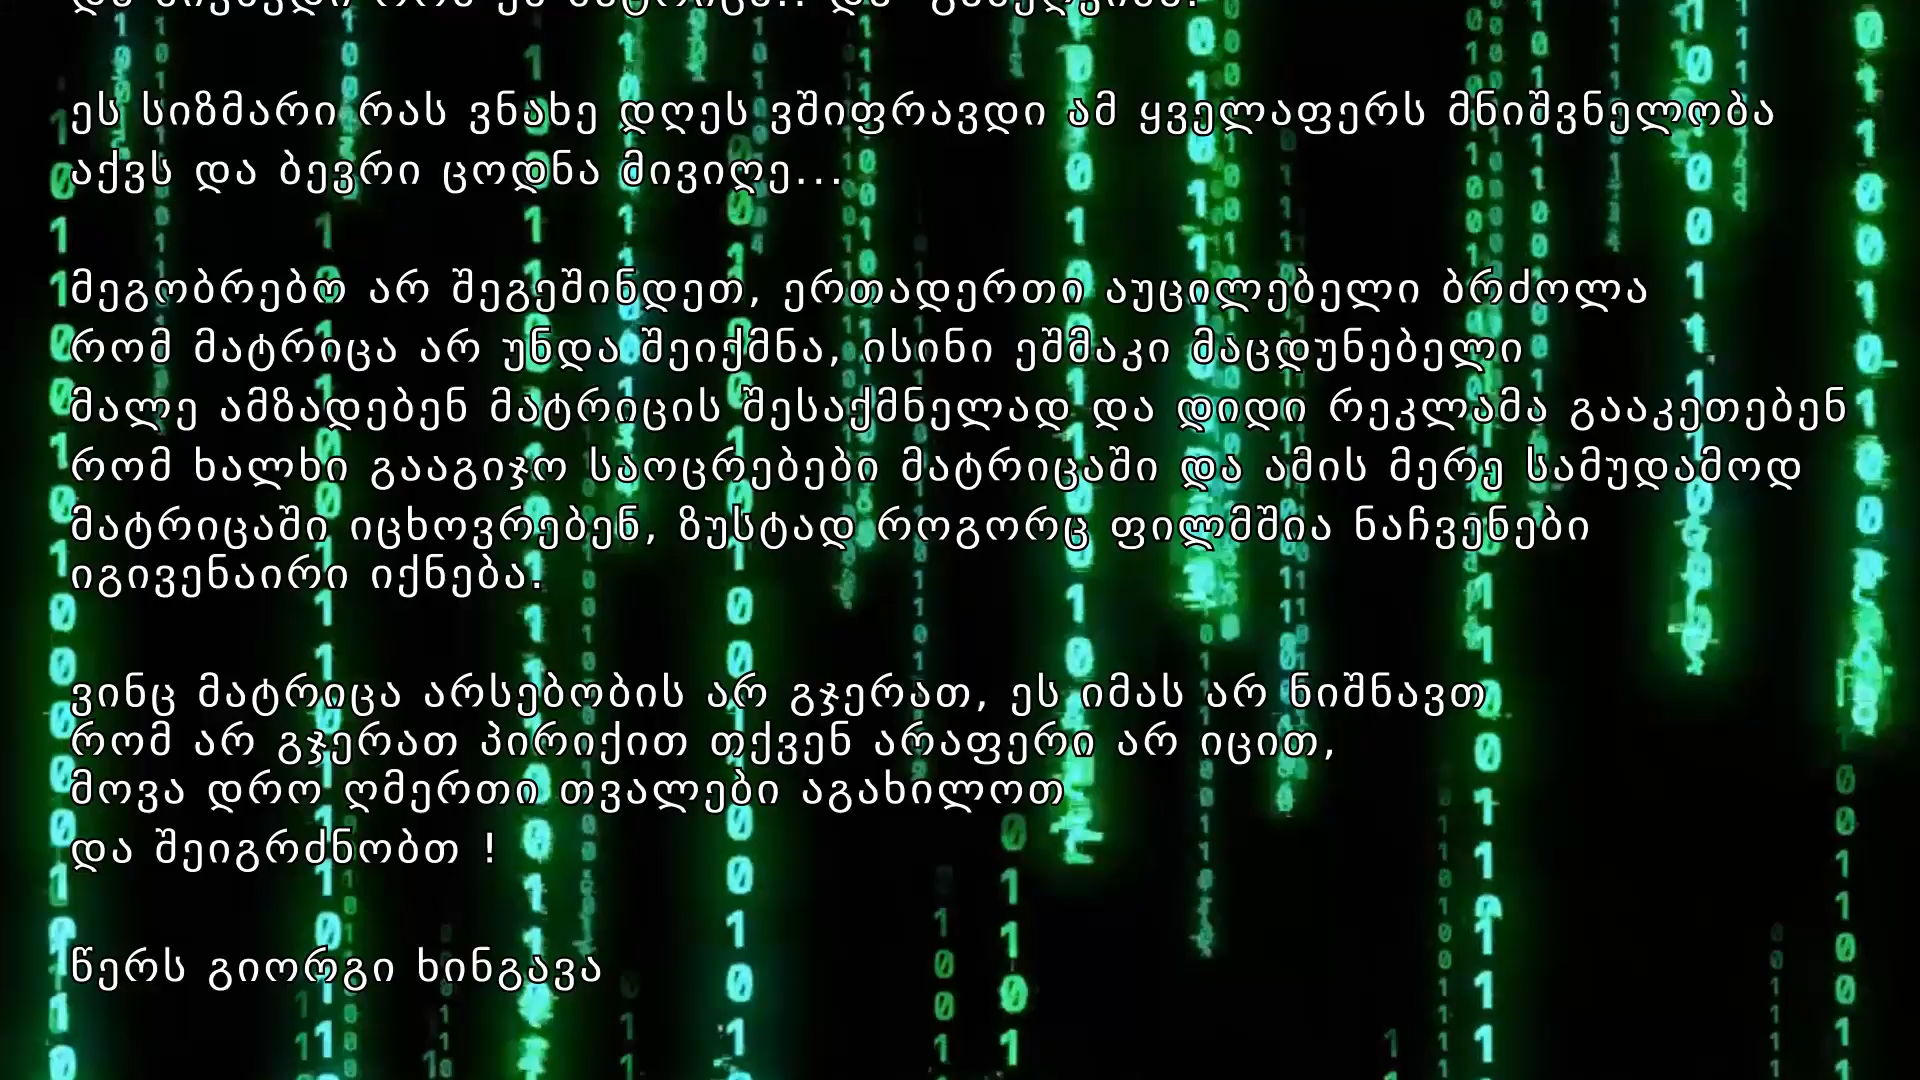 ეს სიზმარი რას ვნახე დღეს ვშიფრავდი ამ ყველაფერს მნიშვნელობა
აქვს და ბევრი ცოდნა მივიღე...
მეგობრებო არ შეგეშინდეთ, ერთადერთი აუცილებელი ბრძოლა
რომ მატრიცა არ უნდა შეიქმნა, ისინი ეშმაკი მაცდუნებელი
მალე ამზადებენ მატრიცის შესაქმნელად და დიდი რეკლამა გააკეთებენ
რომ ხალხი გააგიჯო საოცრებები მატრიცაში და ამის მერე სამუდამოდ
მატრიცაში იცხოვრებენ, ზუსტად როგორც ფილმშია ნაჩვენები
იგივენაირი იქნება.
ვინც მატრიცა არსებობის არ გჯერათ, ეს იმას არ ნიშნავთ
რომ არ გჯერათ პირიქით თქვენ არაფერი არ იცით,
მოვა დრო ღმერთი თვალები აგახილოთ
და შეიგრძნობთ !
წერს გიორგი ხინგავა